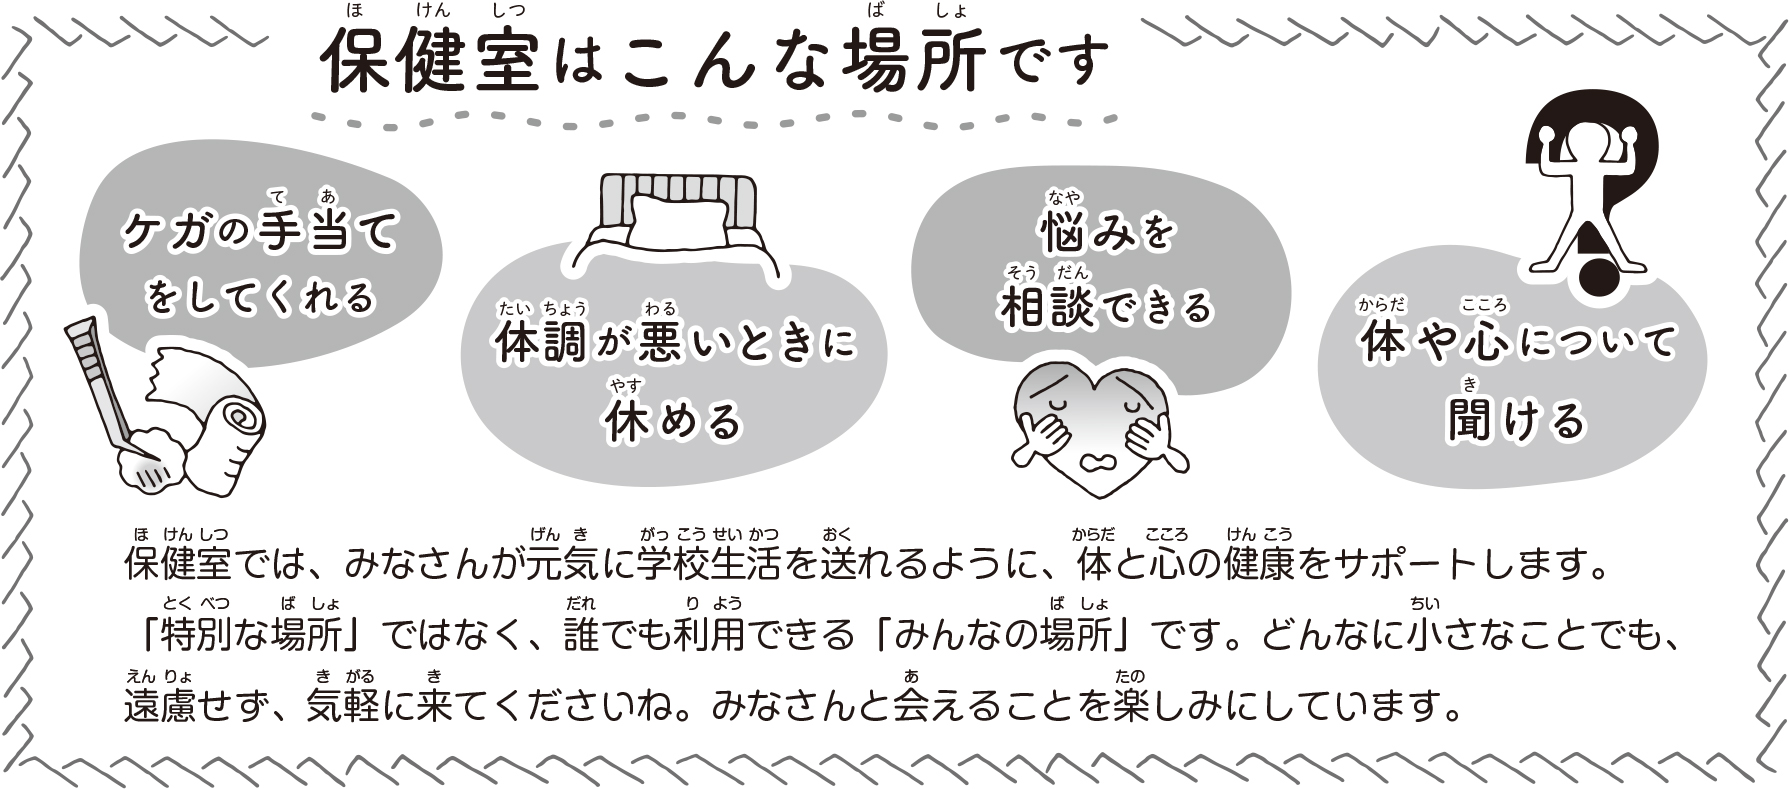 保健室はこんな場所です
ケガの手当て
をしてくれる
体調が悪いときに
休める
悩みを
相談できる
体や心について
聞ける
保健室では、みなさんが元気に学校生活を送れるように、体と心の健康をサポートします。
「特別な場所」ではなく、誰でも利用できる「みんなの場所」です。どんなに小さなことでも、
遠慮せず、気軽に来てくださいね。みなさんと会えることを楽しみにしています。